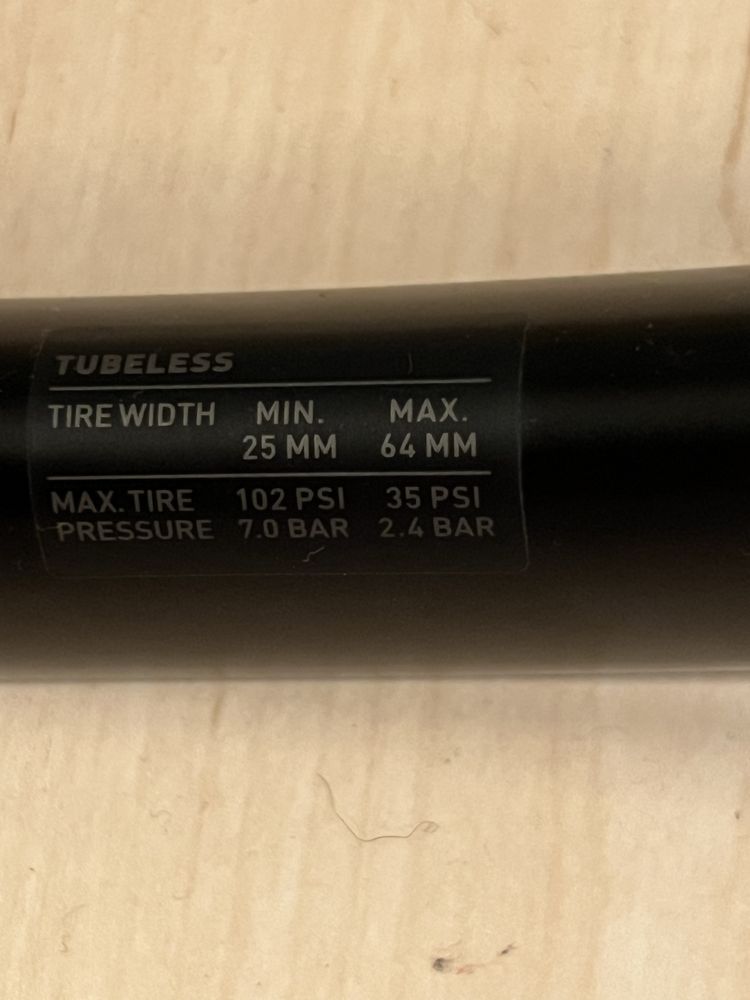 TUBELESS
TIRE WIDTH MIN. MAX.
25 MM 64 MM
MAX. TIRE 102 PSI 35 PSI
PRESSURE 7.0 BAR 2.4 BAR